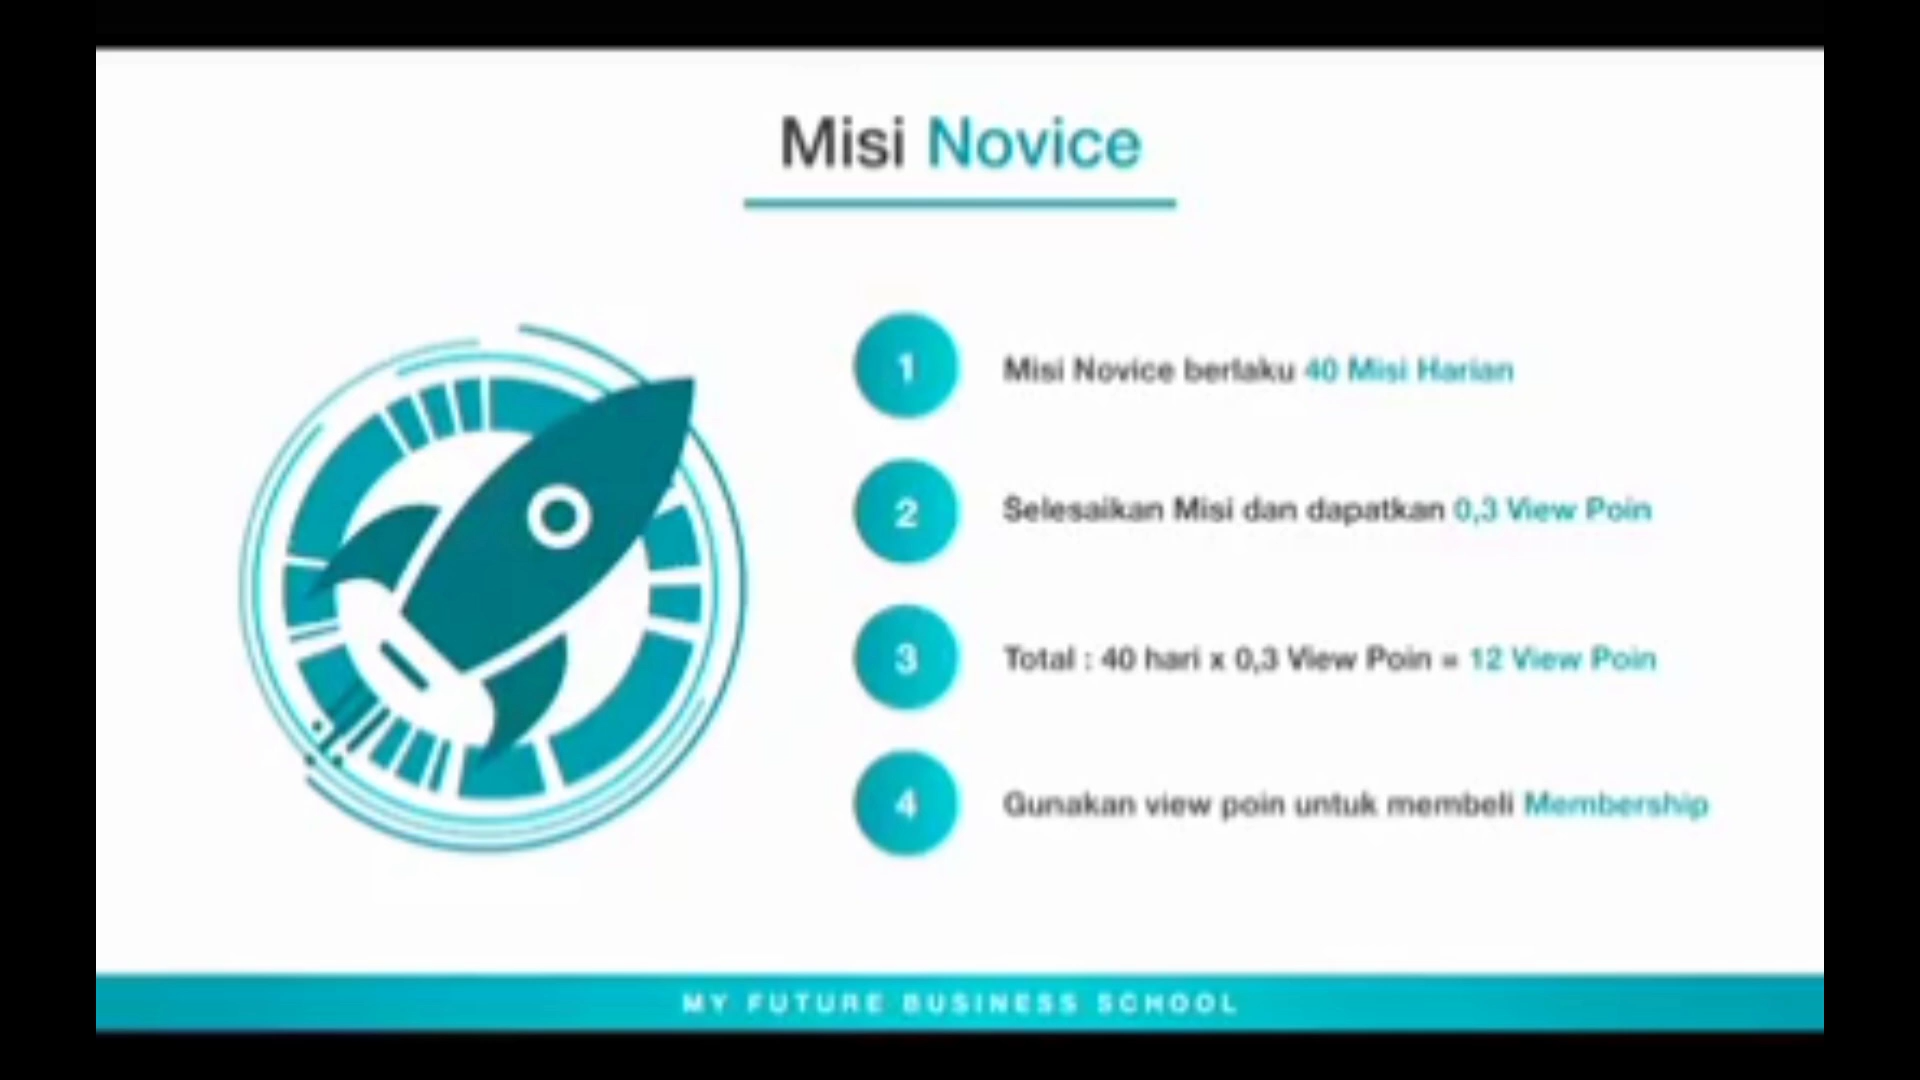 Misi Novice
1 Misi Novice berlaku 40 Misi Harian
2 Selesaikan Misi dan dapatkan 0,3 View Poin
3 Total : 40 hari x 0,3 View Poin = 12 View Poin
4 Gunakan view poin untuk membeli Membership
MY FUTURE BUSINESS SCHOOL